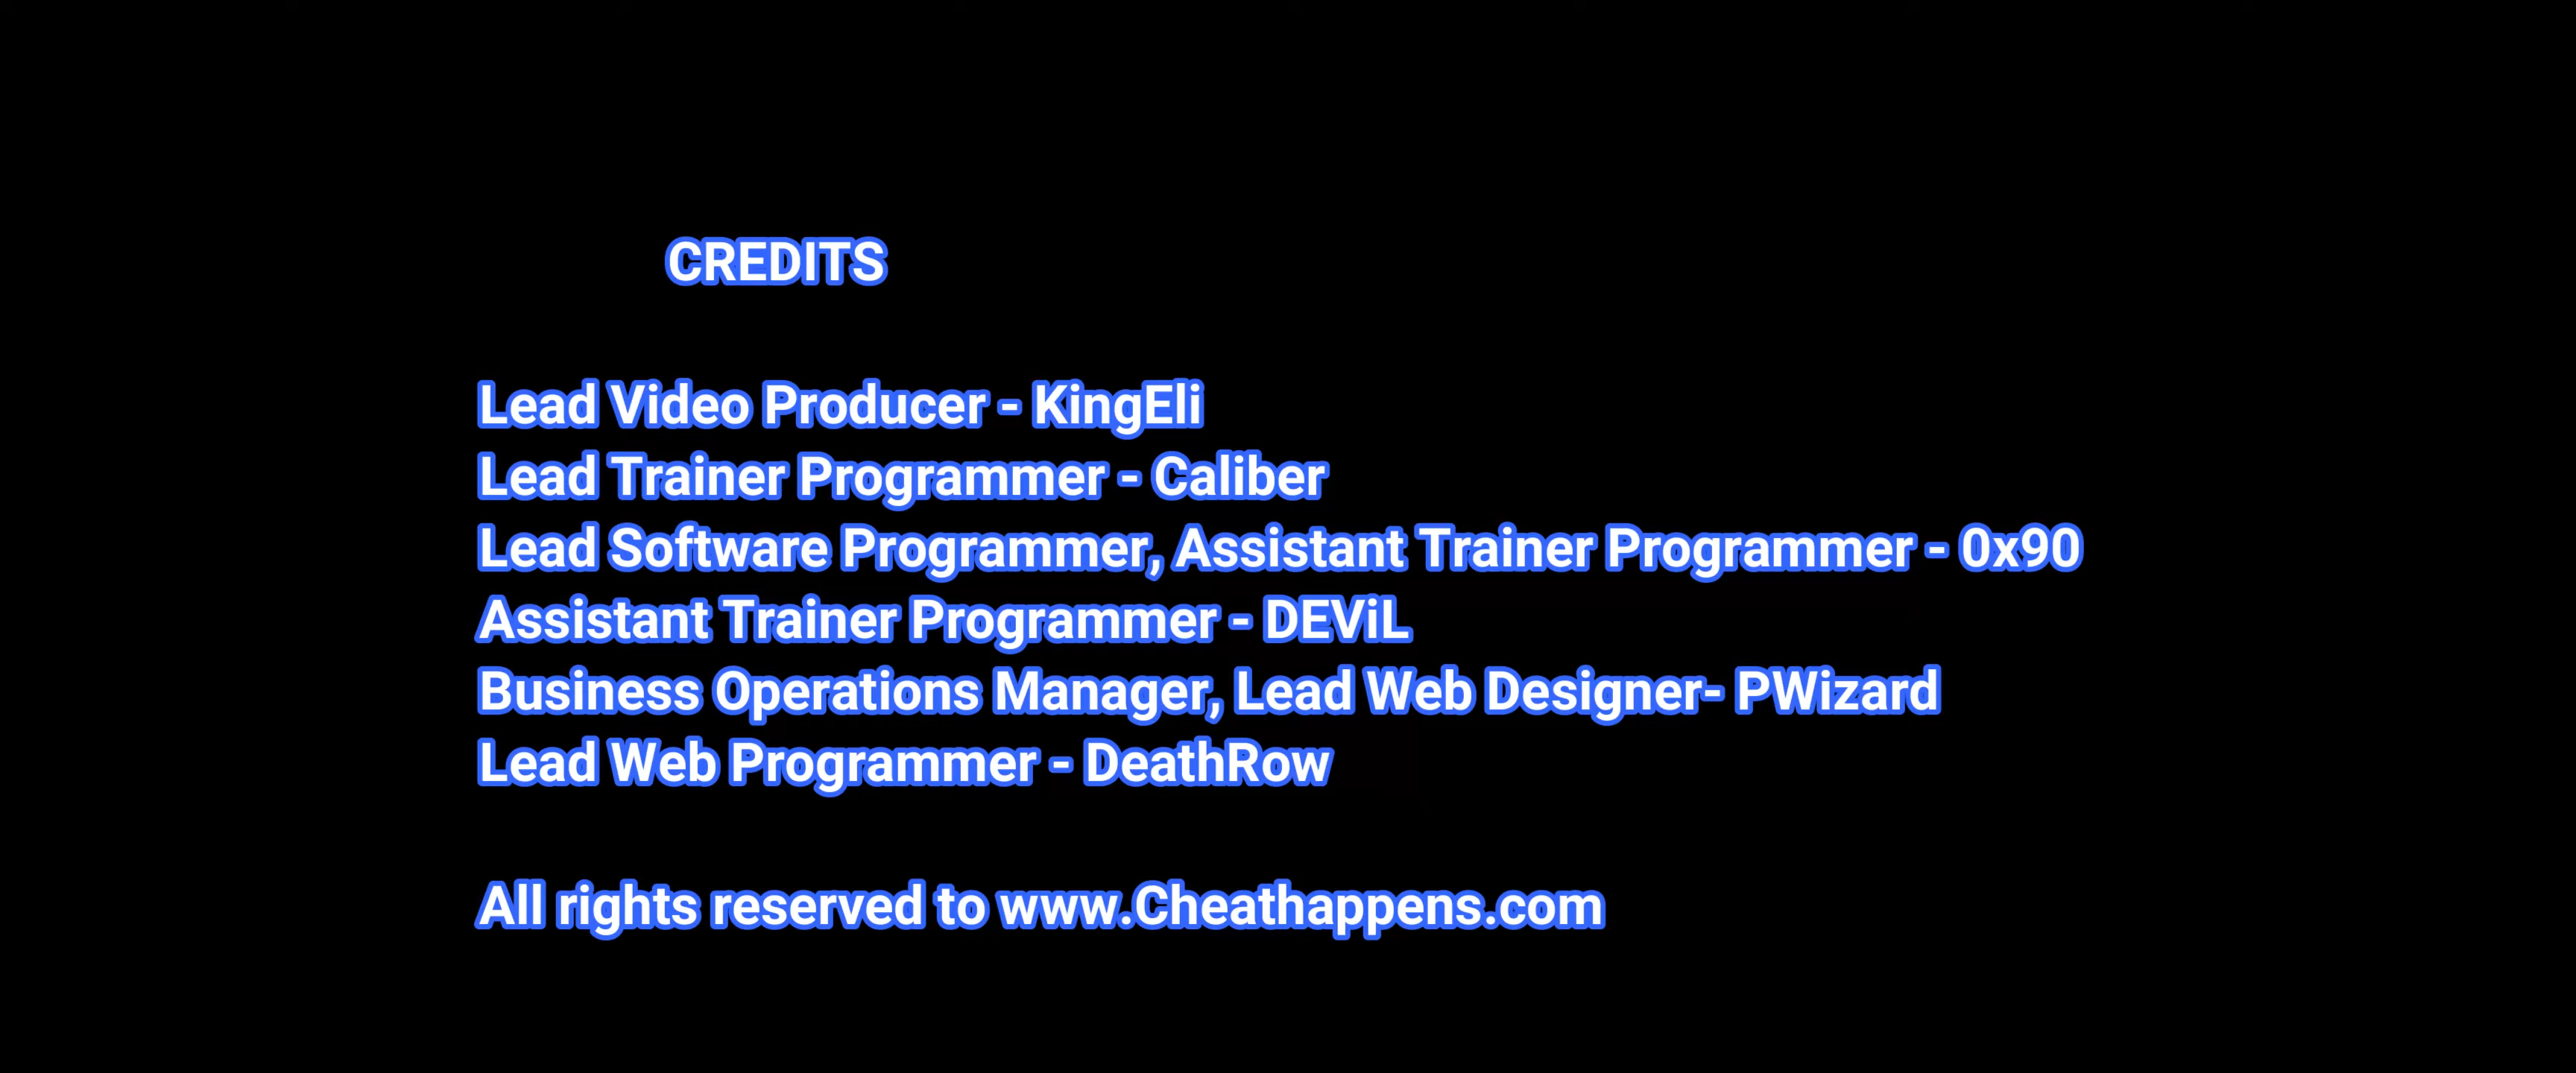 CREDITS
Lead Video Producer - KingEli
Lead Trainer Programmer - Caliber
Lead Software Programmer, Assistant Trainer Programmer - 0x90
Assistant Trainer Programmer - DEViL
Business Operations Manager, Lead Web Designer- PWizard
Lead Web Programmer - DeathRow
All rights reserved to www.Cheathappens.com